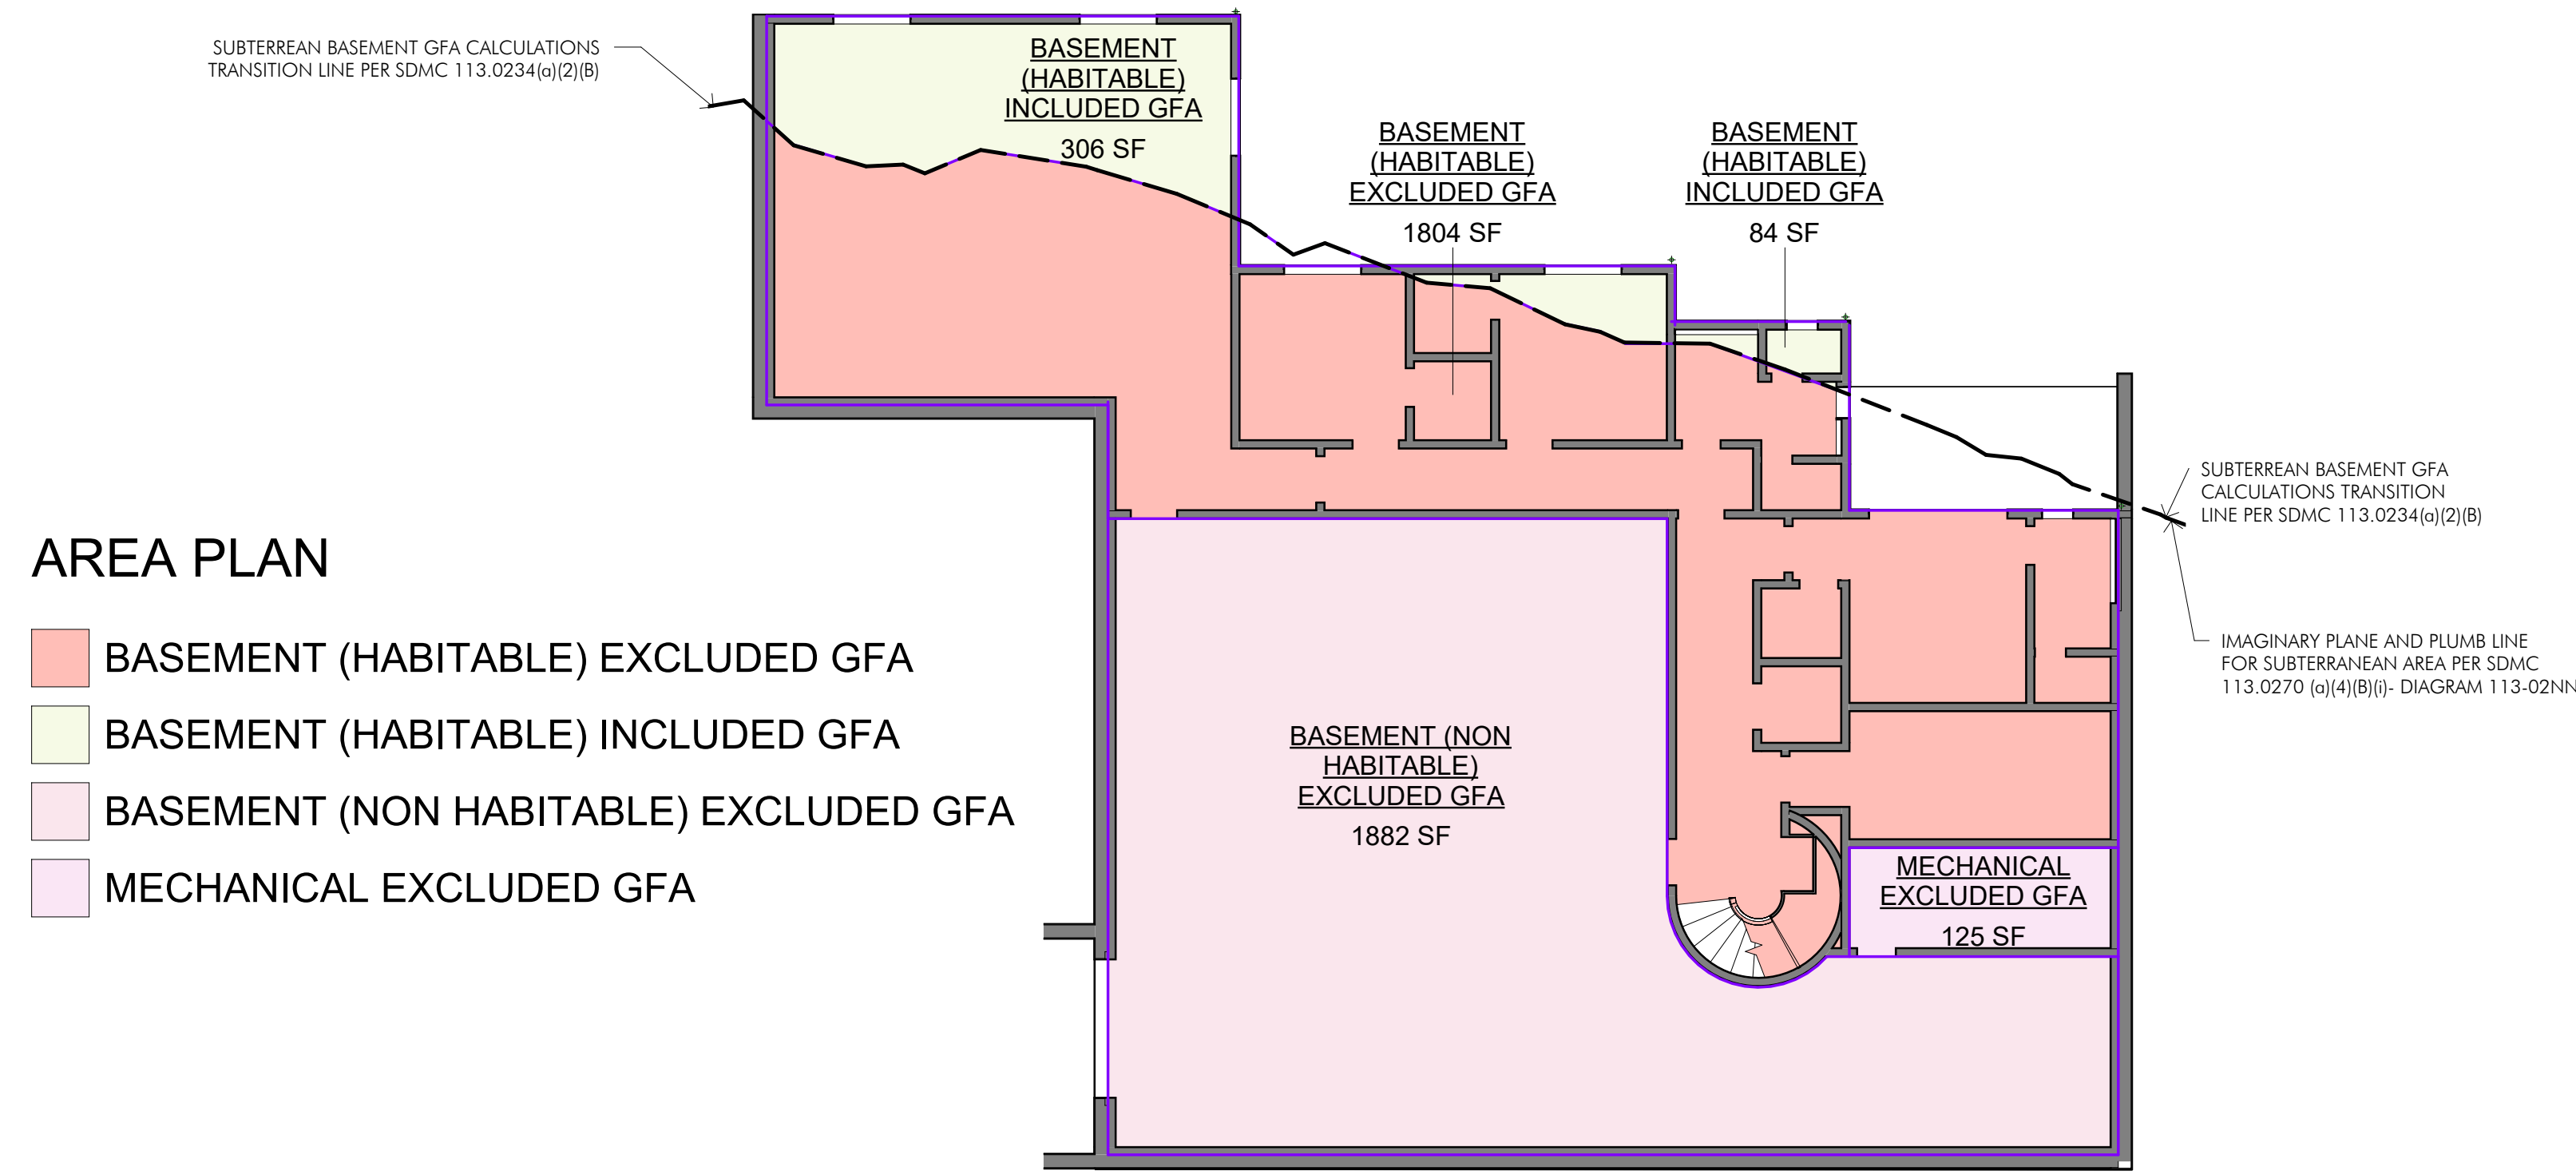 SUBTERREAN BASEMENT GFA CALCULATIONS
TRANSITION LINE PER SDMC 113.0234(a)(2)(B)
BASEMENT
(HABITABLE)
INCLUDED GFA
306 SF
BASEMENT
(HABITABLE)
EXCLUDED GFA
1804 SF
BASEMENT
(HABITABLE)
INCLUDED GFA
84 SF
SUBTERREAN BASEMENT GFA
CALCULATIONS TRANSITION
LINE PER SDMC 113.0234(a)(2)(B)
IMAGINARY PLANE AND PLUMB LINE
FOR SUBTERRANEAN AREA PER SDMC
113.0270 (a)(4)(B)(i)- DIAGRAM 113-02NN
AREA PLAN
BASEMENT (HABITABLE) EXCLUDED GFA
BASEMENT (HABITABLE) INCLUDED GFA
BASEMENT (NON HABITABLE) EXCLUDED GFA
MECHANICAL EXCLUDED GFA
BASEMENT (NON
HABITABLE)
EXCLUDED GFA
1882 SF
MECHANICAL
EXCLUDED GFA
125 SF